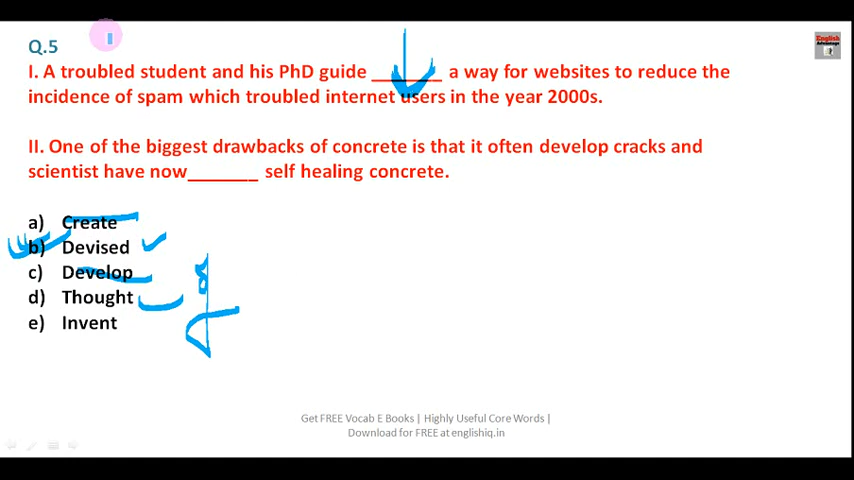 Q.5
I. A troubled student and his PhD guide _______ a way for websites to reduce the
incidence of spam which troubled internet users in the year 2000s.
II. One of the biggest drawbacks of concrete is that it often develop cracks and
scientist have now_______ self healing concrete.
a) Create
b) Devised
c) Develop
d) Thought
e) Invent
Get FREE Vocab E Books | Highly Useful Core Words |
Download for FREE at englishiq.in
English